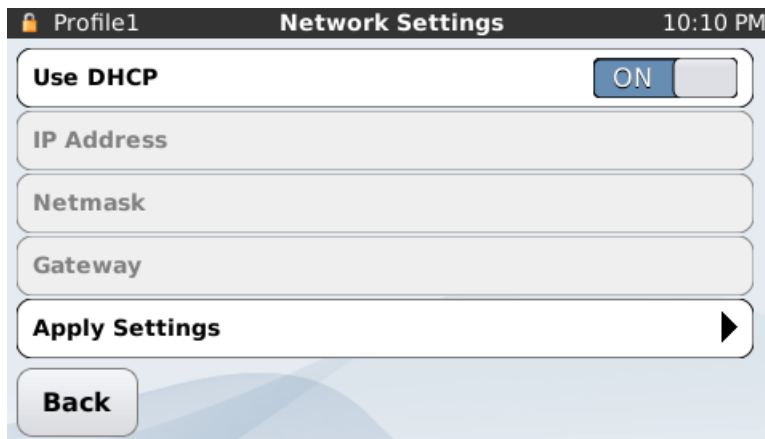 Profile1 Network Settings 10:10 PM
Use DHCP ON
IP Address
Netmask
Gateway
Apply Settings
Back